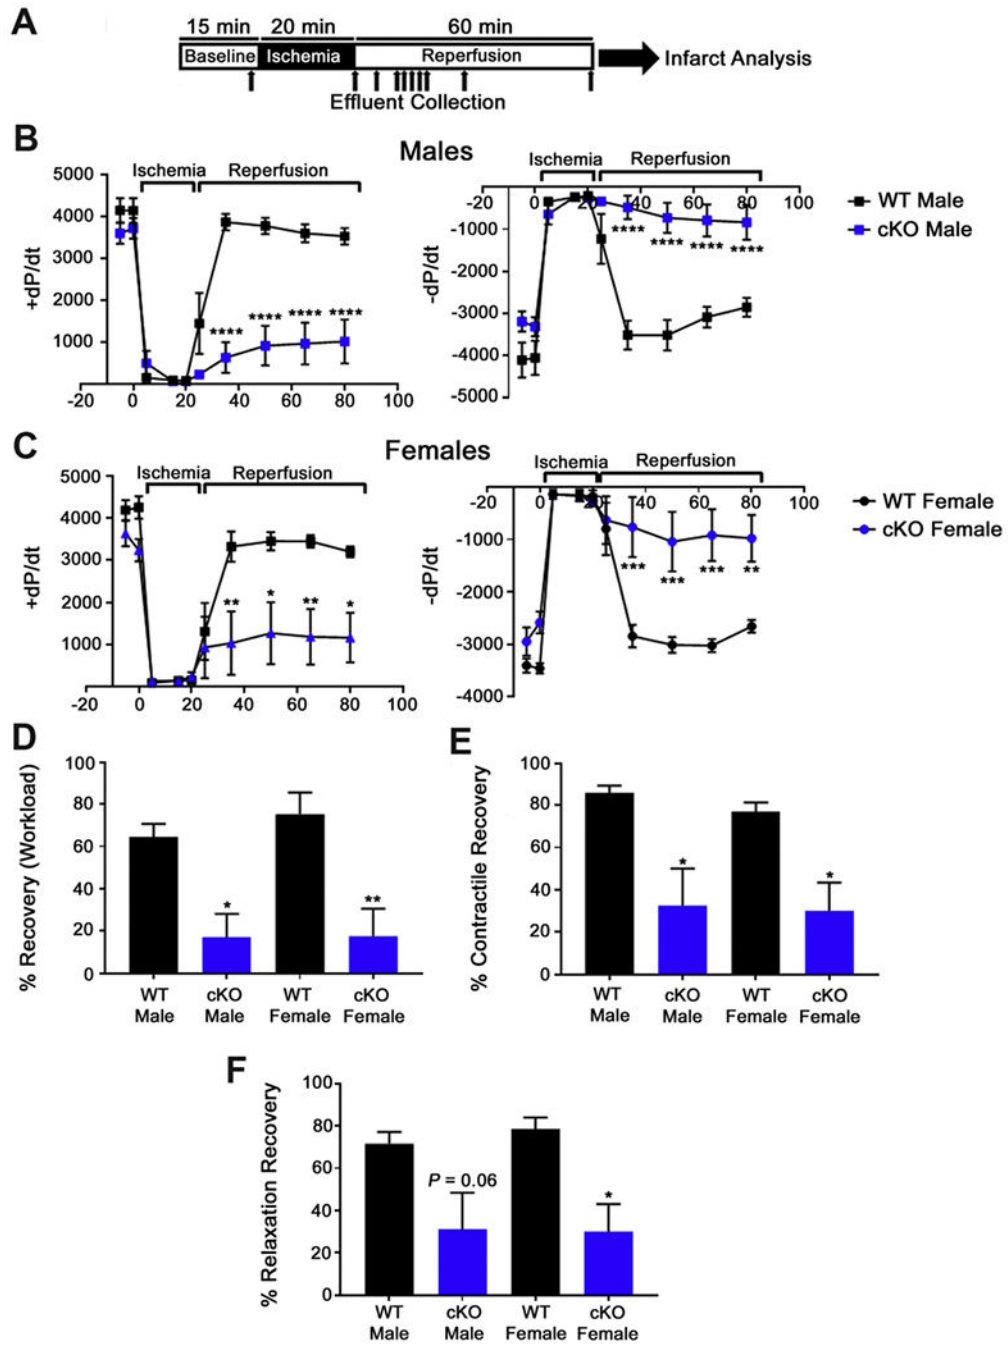 A
15 min 20 min 60 min
Baseline Ischemia Reperfusion
Infarct Analysis
Effluent Collection
B
Males
Ischemia Reperfusion
5000
4000
3000
2000
1000
+dP/dt
**** **** **** ****
-20 0 20 40 60 80 100
Ischemia Reperfusion
-20 0 20 40 60 80 100
-1000
-3000
-4000
-5000
-dP/dt
**** **** **** ****
WT Male
cKO Male
C
Females
Ischemia Reperfusion
5000
4000
3000
2000
1000
+dP/dt
** * ** *
-20 0 20 40 60 80 100
Ischemia Reperfusion
-20 0 20 40 60 80 100
-1000
-2000
-3000
-4000
-dP/dt
*** *** *** **
WT Female
cKO Female
D
% Recovery (Workload)
100
80
60
40
20
0
* **
WT cKO WT cKO
Male Male Female Female
E
% Contractile Recovery
100
80
60
40
20
0
* *
WT cKO WT cKO
Male Male Female Female
F
% Relaxation Recovery
100
80
60
40
20
0
P = 0.06
*
WT cKO WT cKO
Male Male Female Female